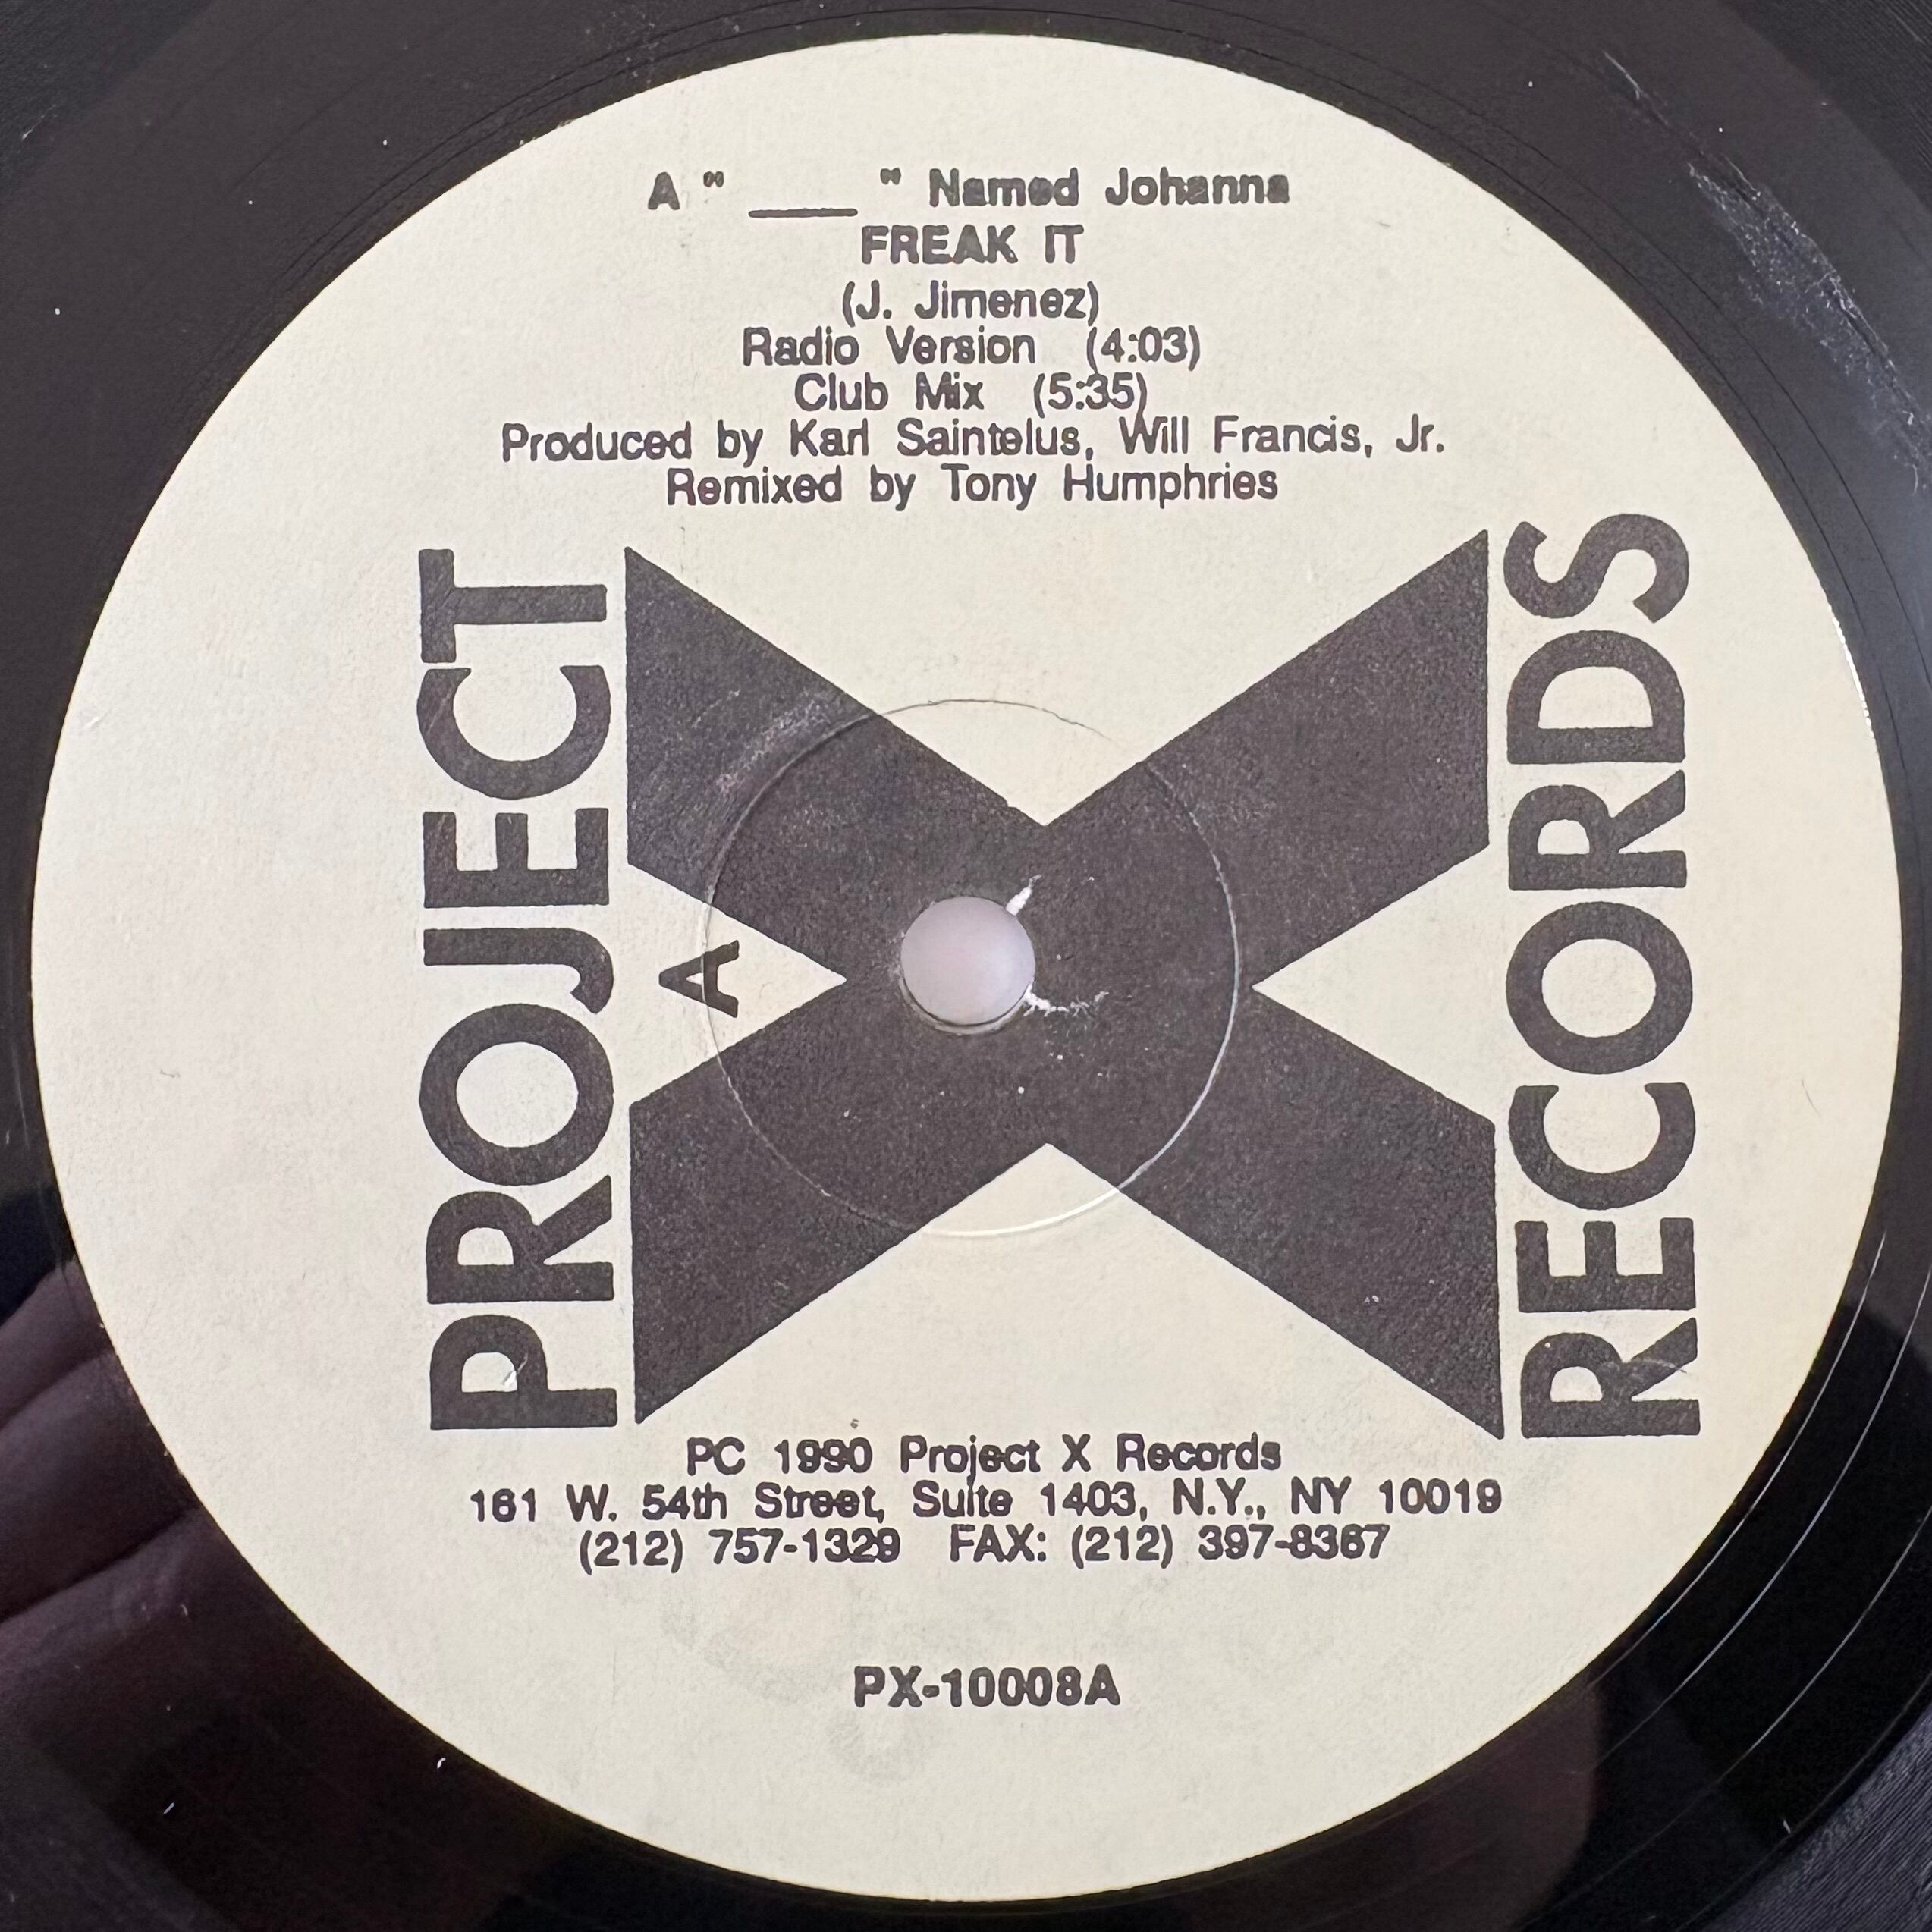 A " ____ " Named Johanna
FREAK IT
(J. Jimenez)
Radio Version (4:03)
Club Mix (5:35)
Produced by Karl Saintelus, Will Francis, Jr.
Remixed by Tony Humphries
PROJECT
A
X
RECORDS
PC 1990 Project X Records
161 W. 54th Street, Suite 1403, N.Y., NY 10019
(212) 757-1329 FAX: (212) 397-8367
PX-10008A